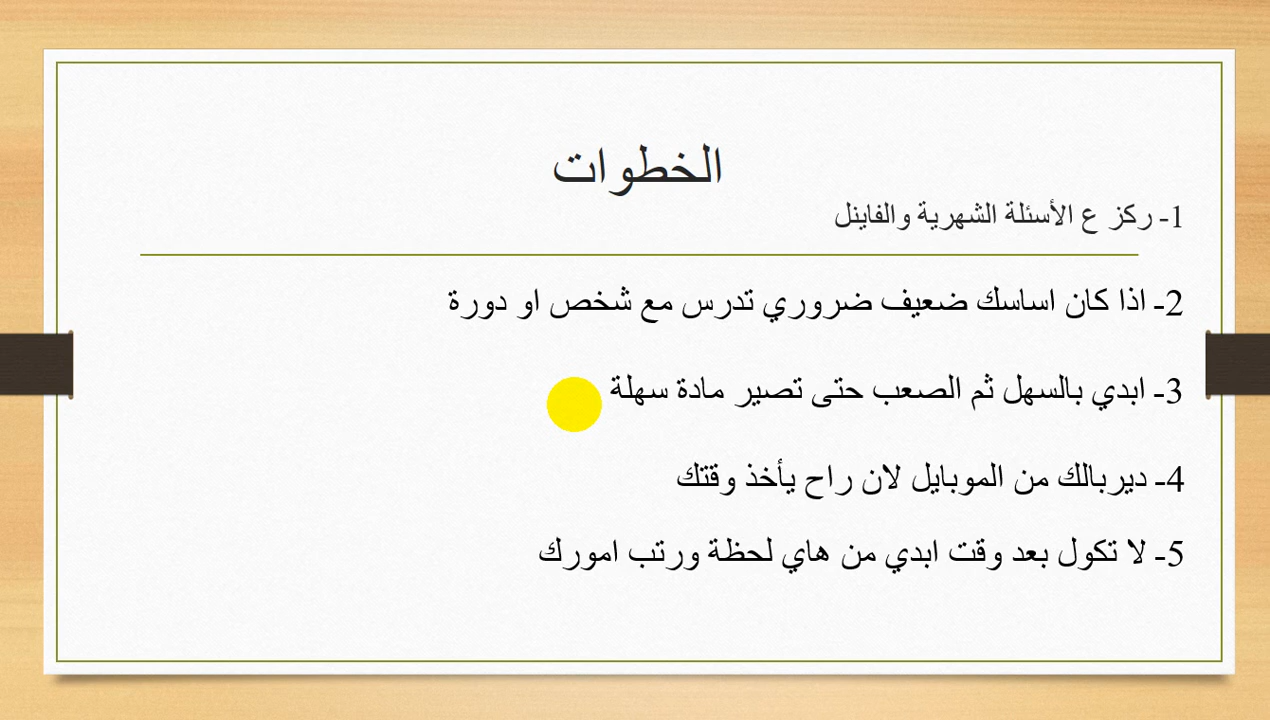 الخطوات
1- ركز ع الأسئلة الشهرية والفاينل
2- اذا كان اساسك ضعيف ضروري تدرس مع شخص او دورة
3- ابدي بالسهل ثم الصعب حتى تصير مادة سهلة
4- ديربالك من الموبايل لان راح يأخذ وقتك
5- لا تكول بعد وقت ابدي من هاي لحظة ورتب امورك